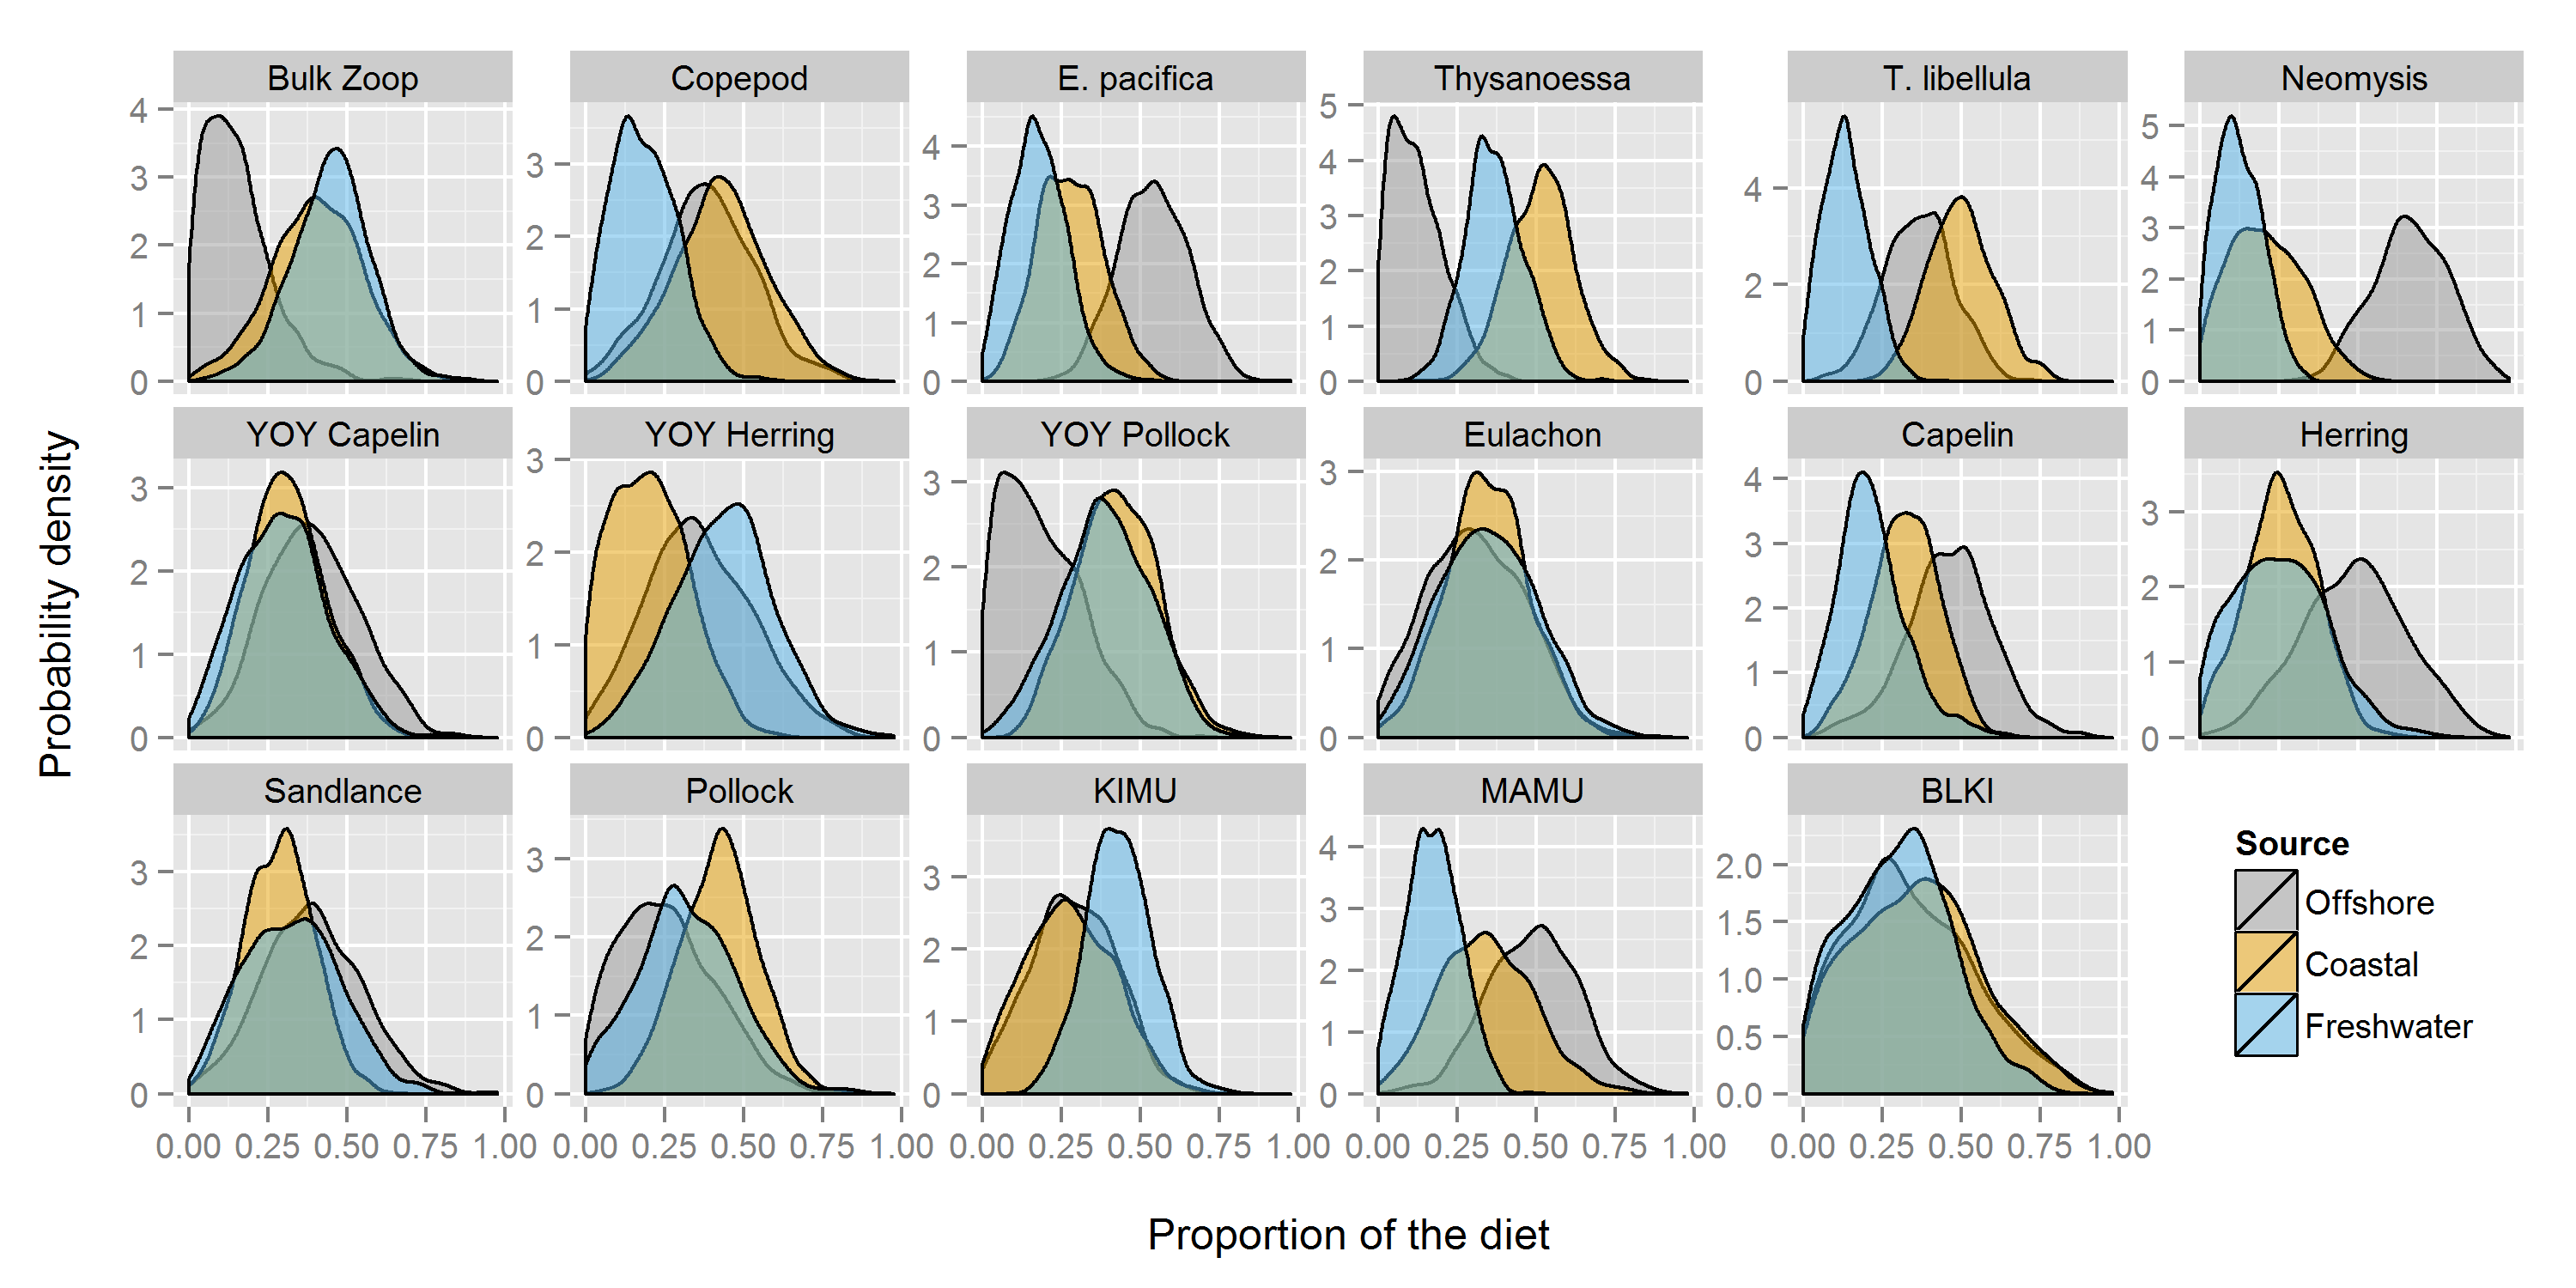 Bulk Zoop Copepod E. pacifica Thysanoessa T. libellula Neomysis
4 3 2 1 0
3 2 1 0
4 3 2 1 0
5 4 3 2 1 0
4 2 0
5 4 3 2 1 0
Probability density
YOY Capelin YOY Herring YOY Pollock Eulachon Capelin Herring
3 2 1 0
3 2 1 0
3 2 1 0
3 2 1 0
4 3 2 1 0
3 2 1 0
Sandlance Pollock KIMU MAMU BLKI
3 2 1 0
3 2 1 0
3 2 1 0
4 3 2 1 0
2.0 1.5 1.0 0.5 0.0
Source
Offshore
Coastal
Freshwater
0.00 0.25 0.50 0.75 1.00 0.00 0.25 0.50 0.75 1.00 0.00 0.25 0.50 0.75 1.00 0.00 0.25 0.50 0.75 1.00 0.00 0.25 0.50 0.75 1.00
Proportion of the diet